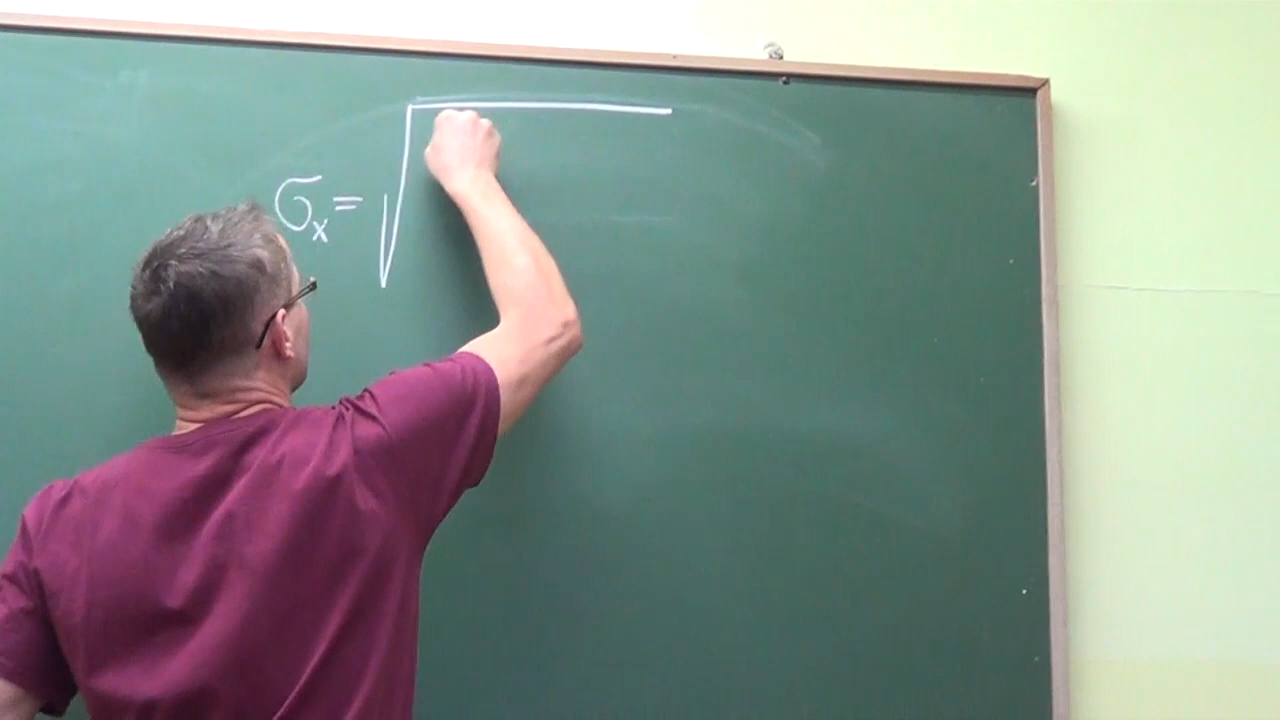 σₓ = √